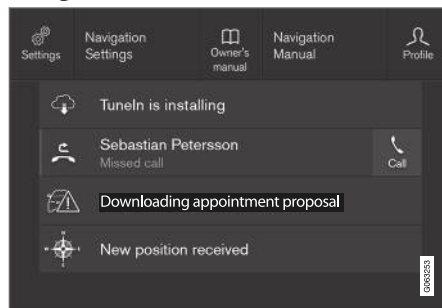 Settings
Navigation
Settings
Owner's
manual
Navigation
Manual
Profile
TuneIn is installing
Sebastian Petersson
Missed call
Call
Downloading appointment proposal
New position received
G063253